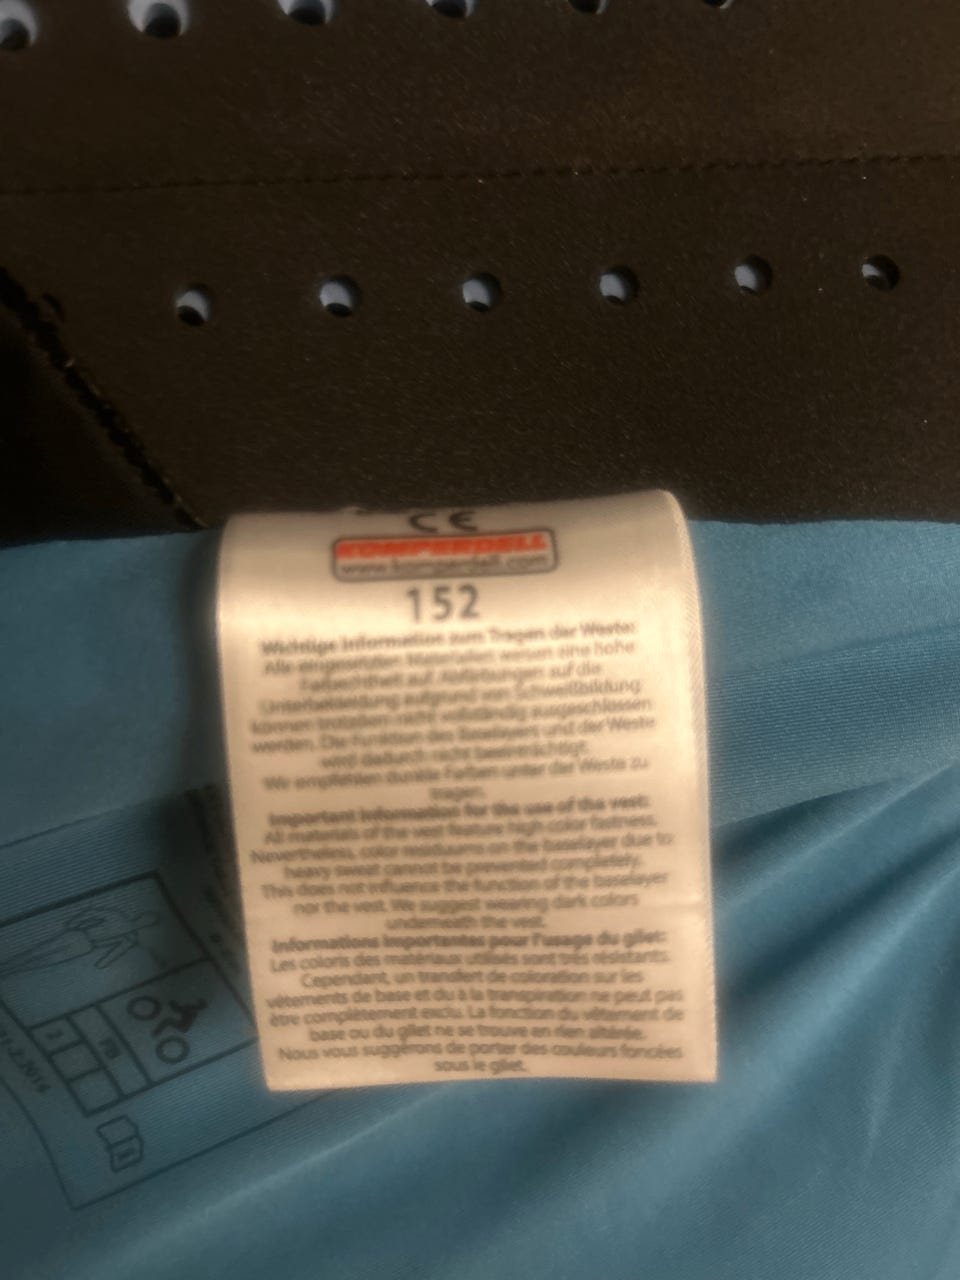 CE
KOMPERDELL
www.komperdell.com
152
Wichtige Information zum Tragen der Weste:
Alle eingesetzten Materialien weisen eine hohe
Farbechtheit auf. Abfärbungen auf die
Unterbekleidung aufgrund von Schweißbildung
können trotzdem nicht vollständig ausgeschlossen
werden. Die Funktion des Baselayers und der Weste
wird dadurch nicht beeinträchtigt.
Wir empfehlen dunkle Farben unter der Weste zu
tragen.
Important information for the use of the vest:
All materials of the vest feature high color fastness.
Nevertheless, color residuums on the baselayer due to
heavy sweat cannot be prevented completely.
This does not influence the function of the baselayer
nor the vest. We suggest wearing dark colors
underneath the vest.
Informations importantes pour l'usage du gilet:
Les coloris des matériaux utilisés sont très résistants.
Cependant, un transfert de coloration sur les
vêtements de base et du à la transpiration ne peut pas
être complètement exclu. La fonction du vêtement de
base ou du gilet ne se trouve en rien altérée.
Nous vous suggérons de porter des couleurs foncées
sous le gilet.
FB